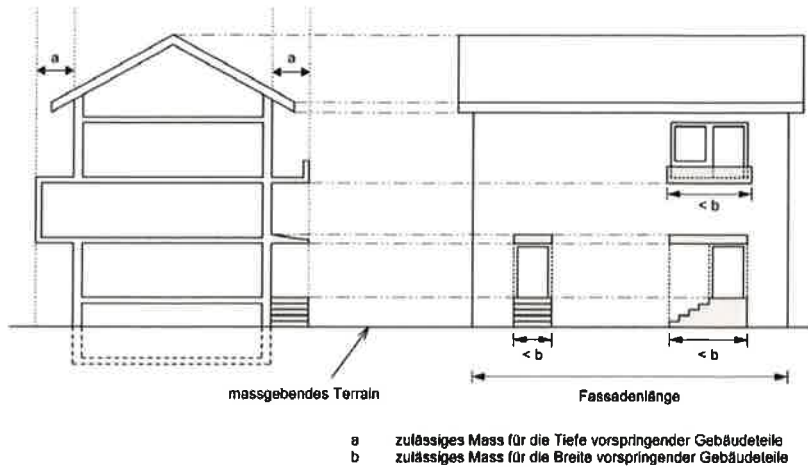 a
a
< b
< b
< b
massgebendes Terrain
Fassadenlänge
a zulässiges Mass für die Tiefe vorspringender Gebäudeteile
b zulässiges Mass für die Breite vorspringender Gebäudeteile